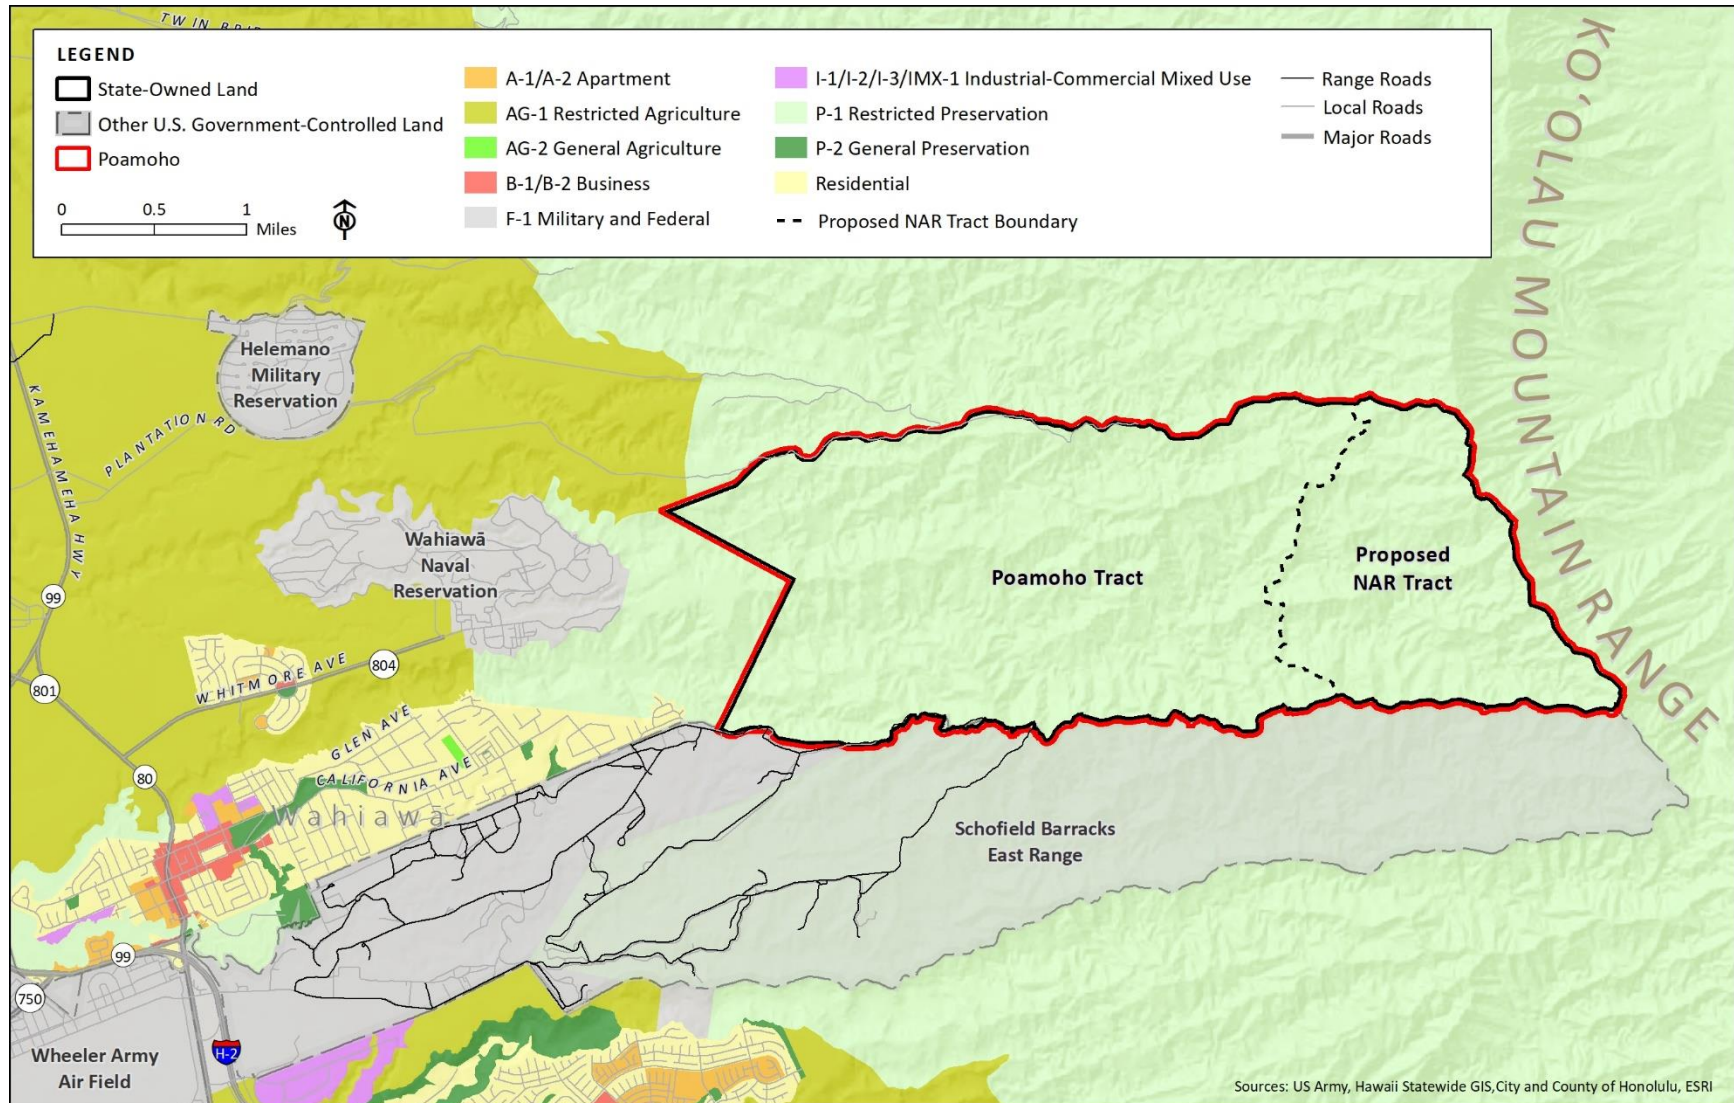 TWIN BRID
LEGEND
State-Owned Land
Other U.S. Government-Controlled Land
Poamoho
0 0.5 1
Miles
N
A-1/A-2 Apartment
AG-1 Restricted Agriculture
AG-2 General Agriculture
B-1/B-2 Business
F-1 Military and Federal
I-1/I-2/I-3/IMX-1 Industrial-Commercial Mixed Use
P-1 Restricted Preservation
P-2 General Preservation
Residential
Proposed NAR Tract Boundary
Range Roads
Local Roads
Major Roads
KO'OLAU MOUNTAIN RANGE
Helemano
Military
Reservation
KAMEHAMEHA HWY
PLANTATION RD
Wahiawā
Naval
Reservation
Poamoho Tract
Proposed
NAR Tract
99
801
WHITMORE AVE
804
GLEN AVE
CALIFORNIA AVE
80
Wahiawā
Schofield Barracks
East Range
99
750
H-2
Wheeler Army
Air Field
Sources: US Army, Hawaii Statewide GIS,City and County of Honolulu, ESRI